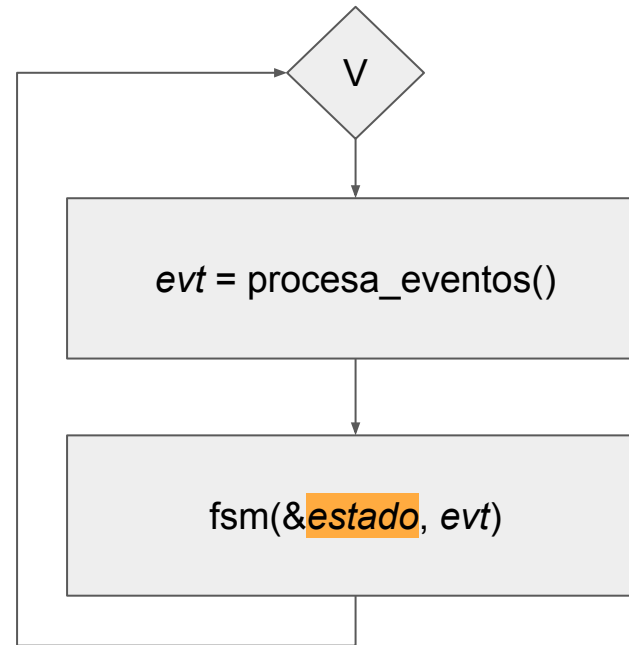 V
evt = procesa_eventos()
fsm(&estado, evt)